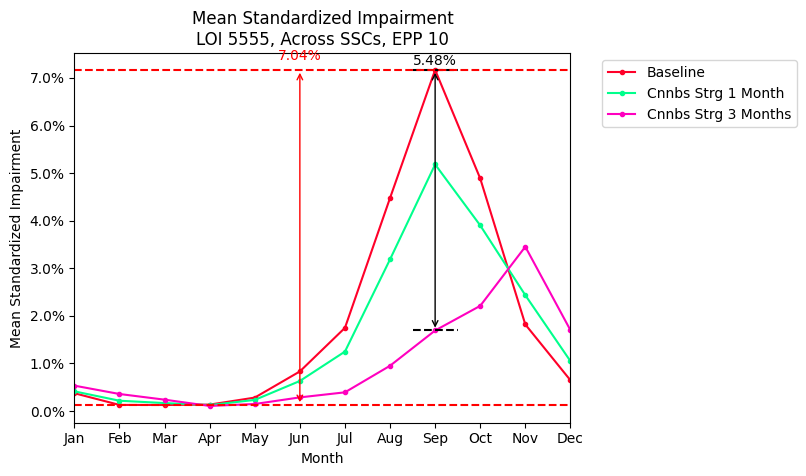 Mean Standardized Impairment
LOI 5555, Across SSCs, EPP 10
7.04%
5.48%
Baseline
Cnnbs Strg 1 Month
Cnnbs Strg 3 Months
Mean Standardized Impairment
7.0%
6.0%
5.0%
4.0%
3.0%
2.0%
1.0%
0.0%
Jan Feb Mar Apr May Jun Jul Aug Sep Oct Nov Dec
Month